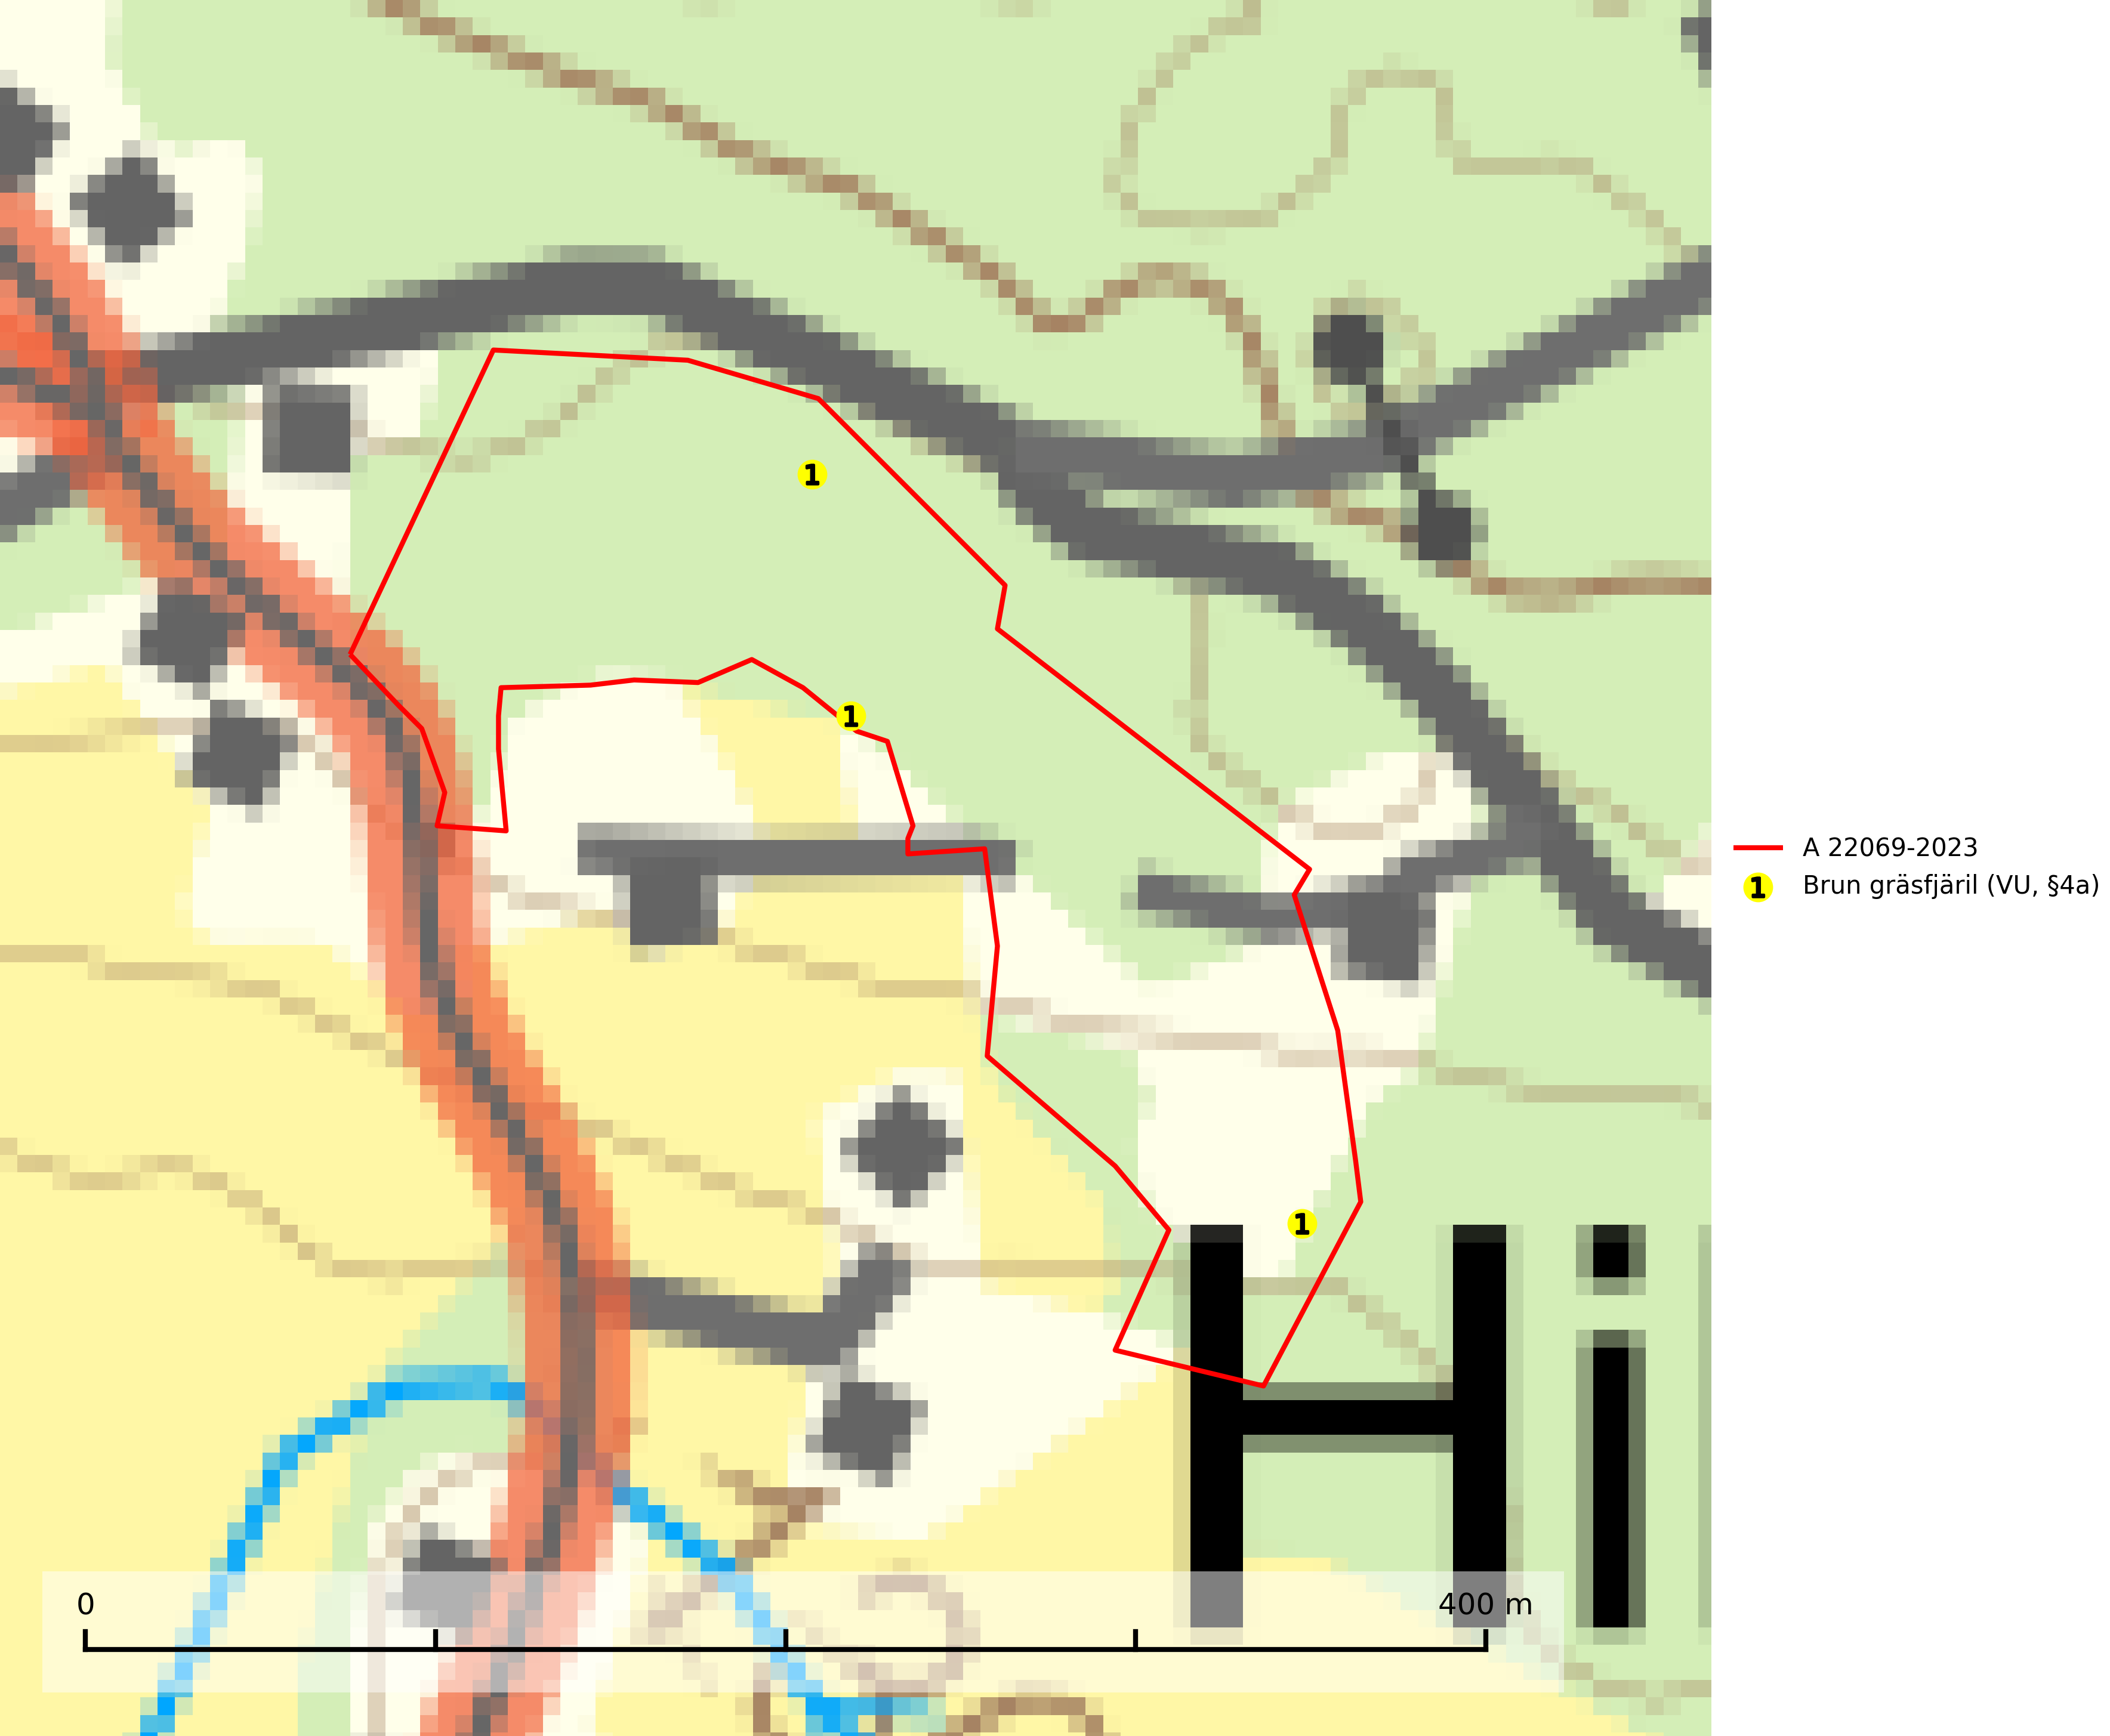 1
1
A 22069-2023
1 Brun gräsfjäril (VU, §4a)
1
Hi
0 400 m